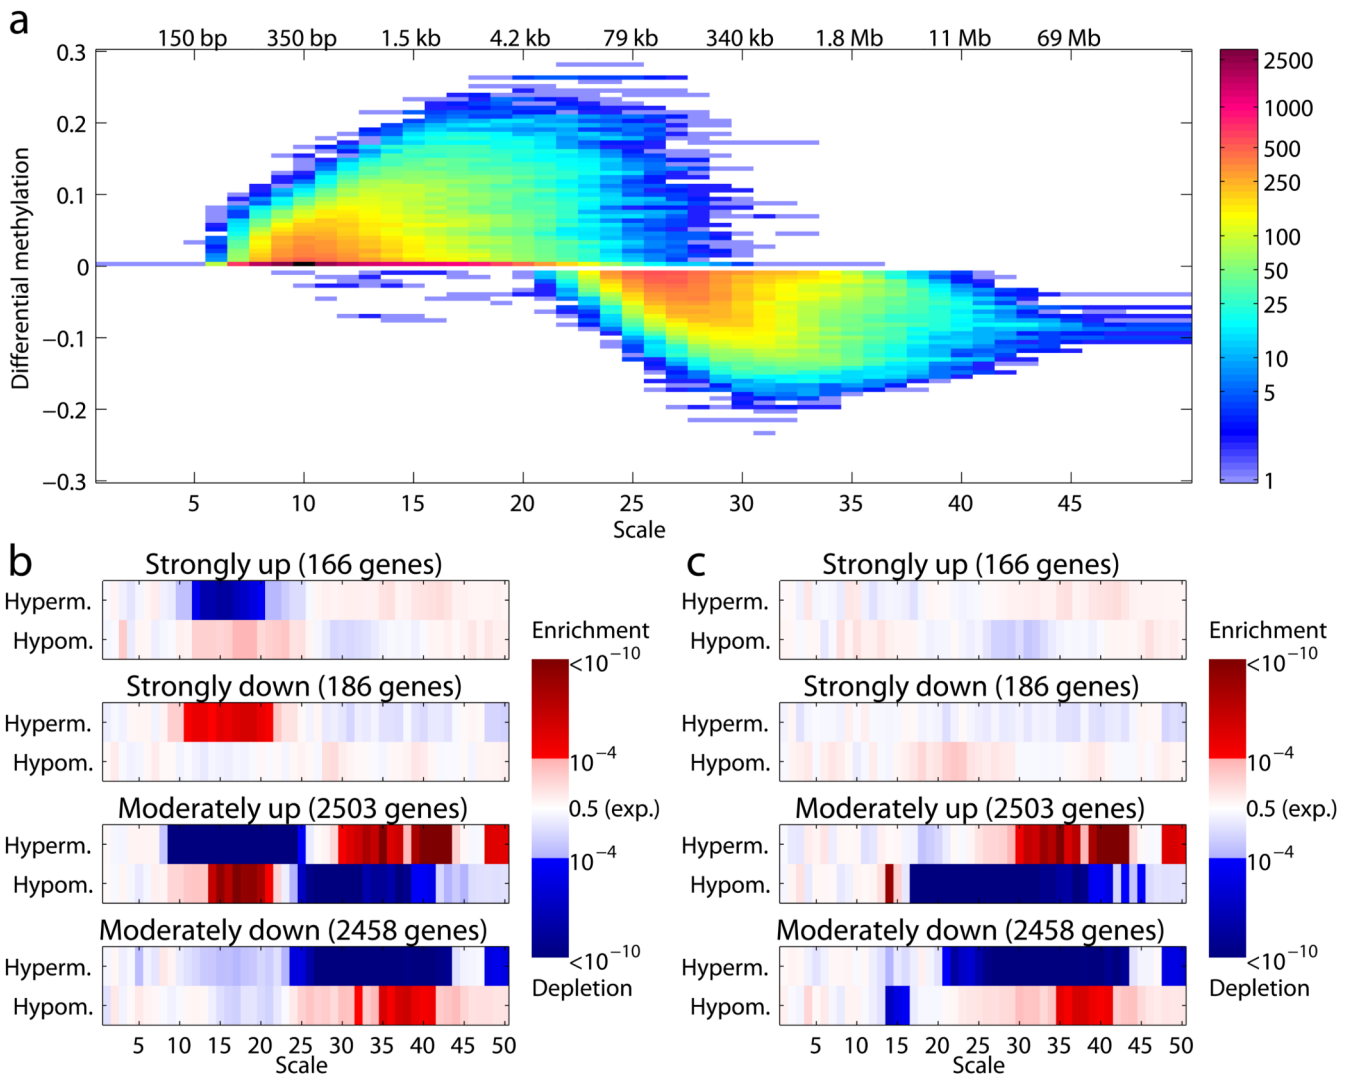 a
150 bp 350 bp 1.5 kb 4.2 kb 79 kb 340 kb 1.8 Mb 11 Mb 69 Mb
0.3
0.2
0.1
0
−0.1
−0.2
−0.3
Differential methylation
5 10 15 20 25 30 35 40 45
Scale
2500
1000
500
250
100
50
25
10
5
1
b
Strongly up (166 genes)
Hyperm.
Hypom.
Strongly down (186 genes)
Hyperm.
Hypom.
Moderately up (2503 genes)
Hyperm.
Hypom.
Moderately down (2458 genes)
Hyperm.
Hypom.
5 10 15 20 25 30 35 40 45 50
Scale
Enrichment
<10⁻¹⁰
10⁻⁴
0.5 (exp.)
10⁻⁴
<10⁻¹⁰
Depletion
c
Strongly up (166 genes)
Hyperm.
Hypom.
Strongly down (186 genes)
Hyperm.
Hypom.
Moderately up (2503 genes)
Hyperm.
Hypom.
Moderately down (2458 genes)
Hyperm.
Hypom.
5 10 15 20 25 30 35 40 45 50
Scale
Enrichment
<10⁻¹⁰
10⁻⁴
0.5 (exp.)
10⁻⁴
<10⁻¹⁰
Depletion